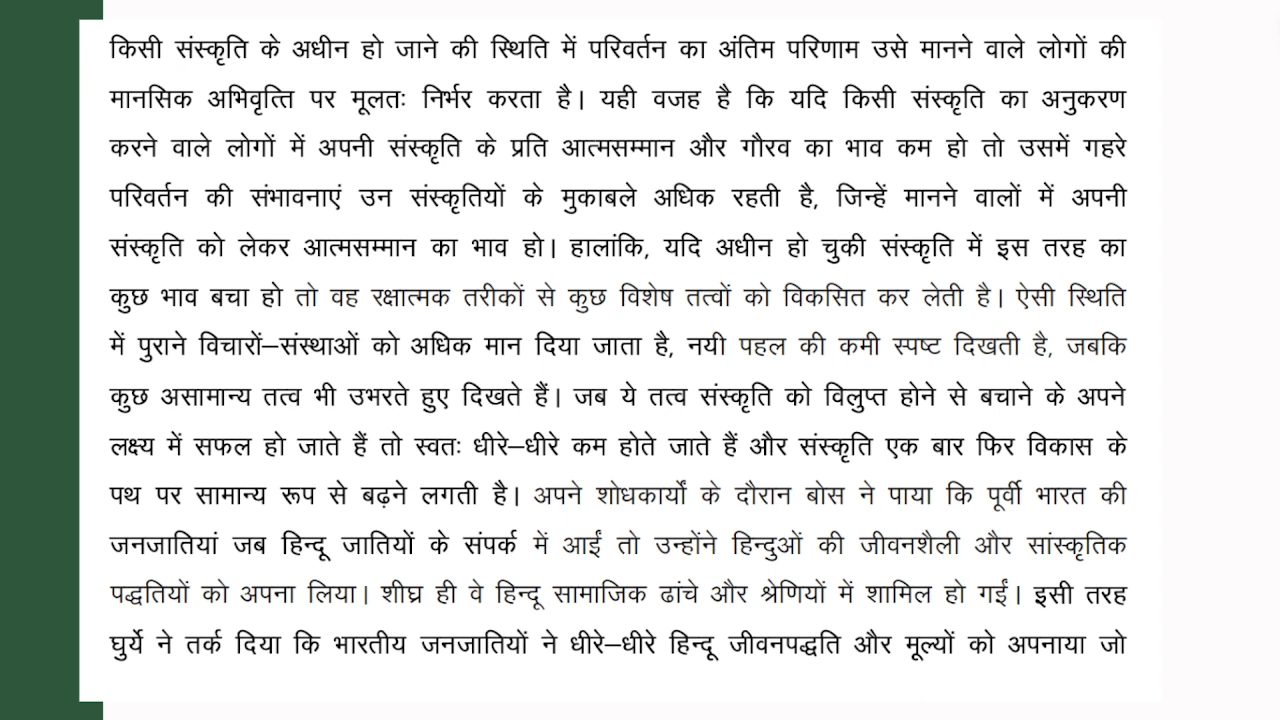 किसी संस्कृति के अधीन हो जाने की स्थिति में परिवर्तन का अंतिम परिणाम उसे मानने वाले लोगों की
मानसिक अभिवृत्ति पर मूलतः निर्भर करता है। यही वजह है कि यदि किसी संस्कृति का अनुकरण
करने वाले लोगों में अपनी संस्कृति के प्रति आत्मसम्मान और गौरव का भाव कम हो तो उसमें गहरे
परिवर्तन की संभावनाएं उन संस्कृतियों के मुकाबले अधिक रहती है, जिन्हें मानने वालों में अपनी
संस्कृति को लेकर आत्मसम्मान का भाव हो। हालांकि, यदि अधीन हो चुकी संस्कृति में इस तरह का
कुछ भाव बचा हो तो वह रक्षात्मक तरीकों से कुछ विशेष तत्वों को विकसित कर लेती है। ऐसी स्थिति
में पुराने विचारों–संस्थाओं को अधिक मान दिया जाता है, नयी पहल की कमी स्पष्ट दिखती है, जबकि
कुछ असामान्य तत्व भी उभरते हुए दिखते हैं। जब ये तत्व संस्कृति को विलुप्त होने से बचाने के अपने
लक्ष्य में सफल हो जाते हैं तो स्वतः धीरे–धीरे कम होते जाते हैं और संस्कृति एक बार फिर विकास के
पथ पर सामान्य रूप से बढ़ने लगती है। अपने शोधकार्यों के दौरान बोस ने पाया कि पूर्वी भारत की
जनजातियां जब हिन्दू जातियों के संपर्क में आईं तो उन्होंने हिन्दुओं की जीवनशैली और सांस्कृतिक
पद्धतियों को अपना लिया। शीघ्र ही वे हिन्दू सामाजिक ढांचे और श्रेणियों में शामिल हो गईं। इसी तरह
घुर्ये ने तर्क दिया कि भारतीय जनजातियों ने धीरे–धीरे हिन्दू जीवनपद्धति और मूल्यों को अपनाया जो